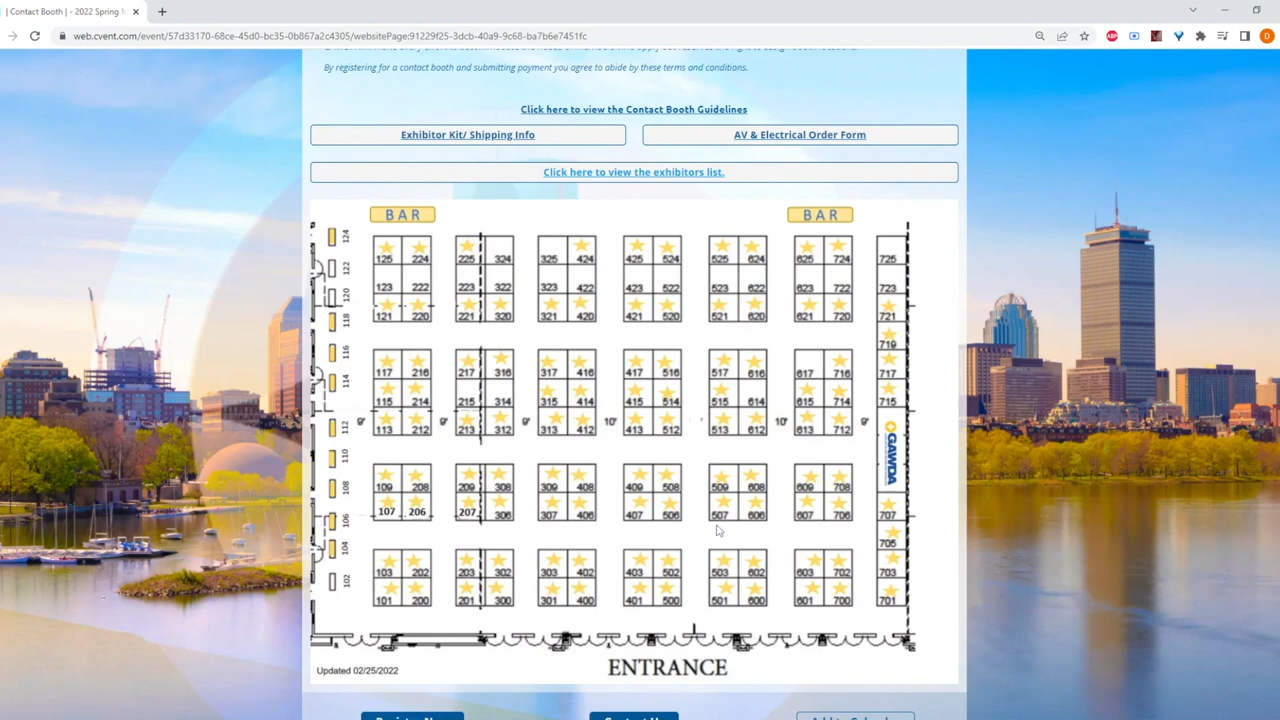 | Contact Booth | - 2022 Spring
web.cvent.com/event/57d33170-68ce-45d0-bc35-0b867a2c4305/websitePage:91229f25-3dcb-40a9-9c68-ba7b6e7451fc
By registering for a contact booth and submitting payment you agree to abide by these terms and conditions.
Click here to view the Contact Booth Guidelines
Exhibitor Kit/ Shipping Info AV & Electrical Order Form
Click here to view the exhibitors list.
BAR BAR
124 125 224 225 324 325 424 425 524 525 624 625 724 725
122 123 222 223 322 323 422 423 522 523 622 623 722 723
120
121 220 221 320 321 420 421 520 521 620 621 720 721
118
719
116 117 216 217 316 317 416 417 516 517 616 617 716 717
114 115 214 215 314 315 414 415 514 515 614 615 714 715
112 9' 113 212 9' 213 312 9' 313 412 10' 413 512 513 612 10' 613 712 9'
GAWDA
110
108 109 208 209 308 309 408 409 508 509 608 609 708
106 107 206 207 306 307 406 407 506 507 606 607 706 707
705
104 103 202 203 302 303 402 403 502 503 602 603 702 703
102 101 200 201 300 301 400 401 500 501 600 601 700 701
Updated 02/25/2022 ENTRANCE